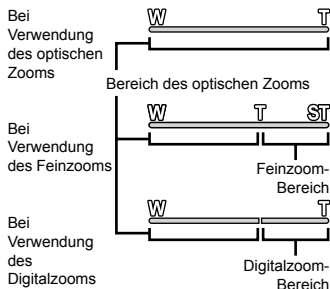 Bei
Verwendung
des optischen
Zooms
W T
Bereich des optischen Zooms
Bei
Verwendung
des Feinzooms
W T ST
Feinzoom-
Bereich
Bei
Verwendung
des
Digitalzooms
W T
Digitalzoom-
Bereich